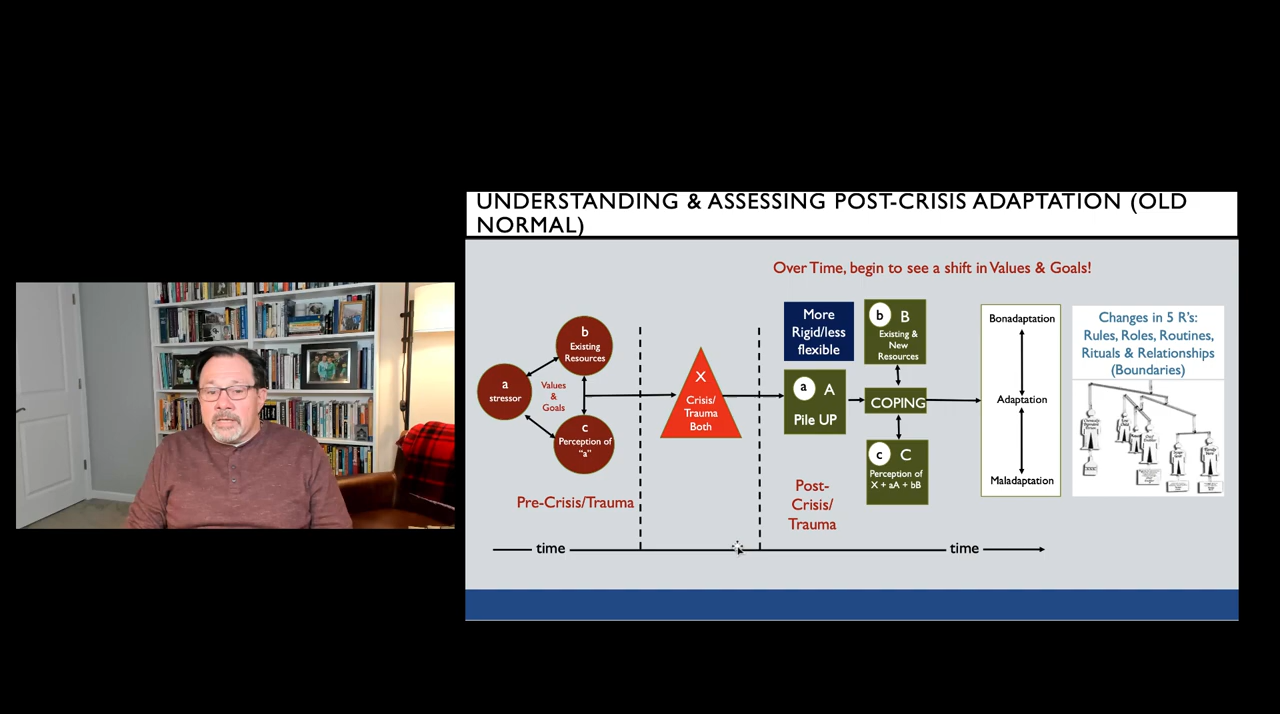 UNDERSTANDING & ASSESSING POST-CRISIS ADAPTATION (OLD
NORMAL)
Over Time, begin to see a shift in Values & Goals!
a
stressor
b
Existing
Resources
Values
&
Goals
c
Perception of
"a"
Pre-Crisis/Trauma
X
Crisis/
Trauma
Both
More
Rigid/less
flexible
a A
Pile UP
Post-
Crisis/
Trauma
b B
Existing &
New
Resources
COPING
c C
Perception of
X + aA + bB
Bonadaptation
Adaptation
Maladaptation
Changes in 5 R's:
Rules, Roles, Routines,
Rituals & Relationships
(Boundaries)
time
time